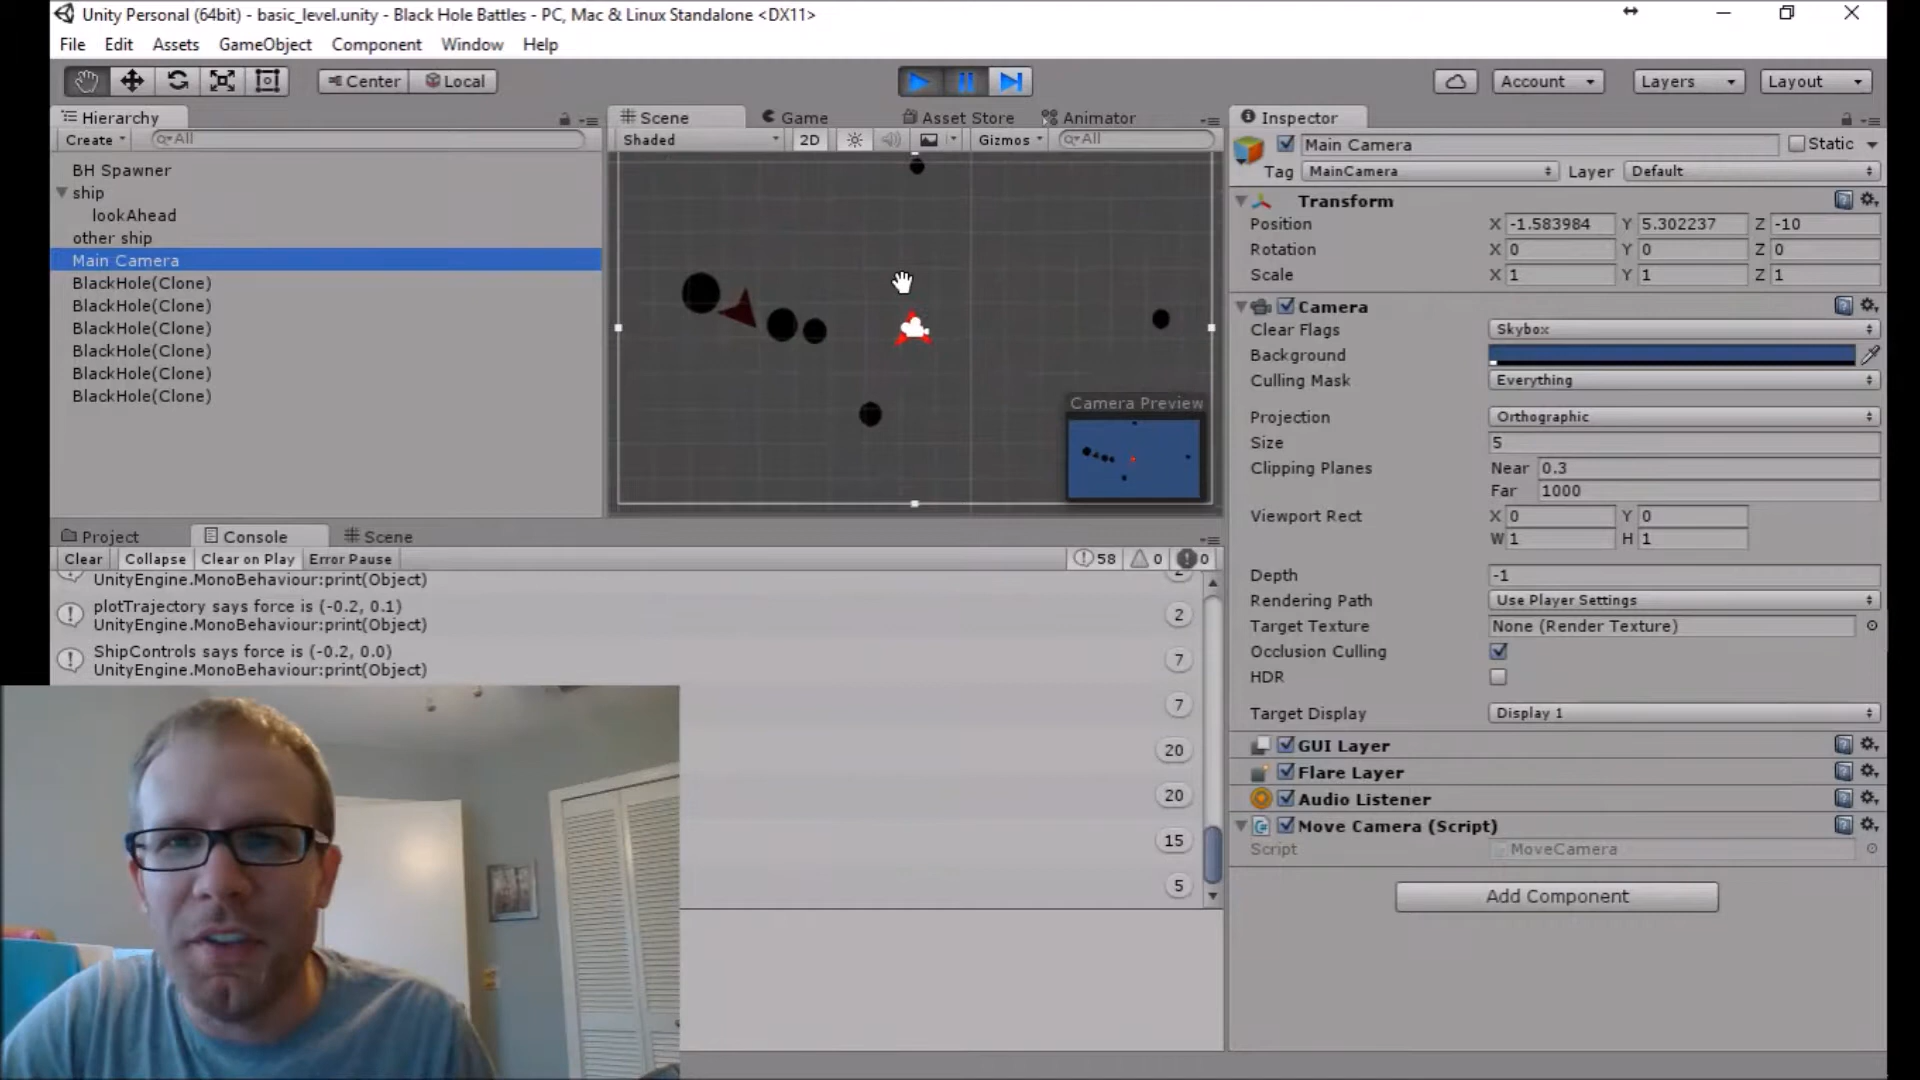 Unity Personal (64bit) - basic_level.unity - Black Hole Battles - PC, Mac & Linux Standalone <DX11>
File Edit Assets GameObject Component Window Help
Center Local Account Layers Layout
Hierarchy
Create All
BH Spawner
ship
lookAhead
other ship
Main Camera
BlackHole(Clone)
BlackHole(Clone)
BlackHole(Clone)
BlackHole(Clone)
BlackHole(Clone)
BlackHole(Clone)
Scene Game Asset Store Animator
Shaded 2D Gizmos All
Camera Preview
Project Console Scene
Clear Collapse Clear on Play Error Pause 58 0 0
UnityEngine.MonoBehaviour:print(Object)
plotTrajectory says force is (-0.2, 0.1)
UnityEngine.MonoBehaviour:print(Object) 2
ShipControls says force is (-0.2, 0.0)
UnityEngine.MonoBehaviour:print(Object) 7
7
20
20
15
5
Inspector
Main Camera Static
Tag MainCamera Layer Default
Transform
Position X -1.583984 Y 5.302237 Z -10
Rotation X 0 Y 0 Z 0
Scale X 1 Y 1 Z 1
Camera
Clear Flags Skybox
Background
Culling Mask Everything
Projection Orthographic
Size 5
Clipping Planes Near 0.3
Far 1000
Viewport Rect X 0 Y 0
W 1 H 1
Depth -1
Rendering Path Use Player Settings
Target Texture None (Render Texture)
Occlusion Culling
HDR
Target Display Display 1
GUI Layer
Flare Layer
Audio Listener
Move Camera (Script)
Script MoveCamera
Add Component